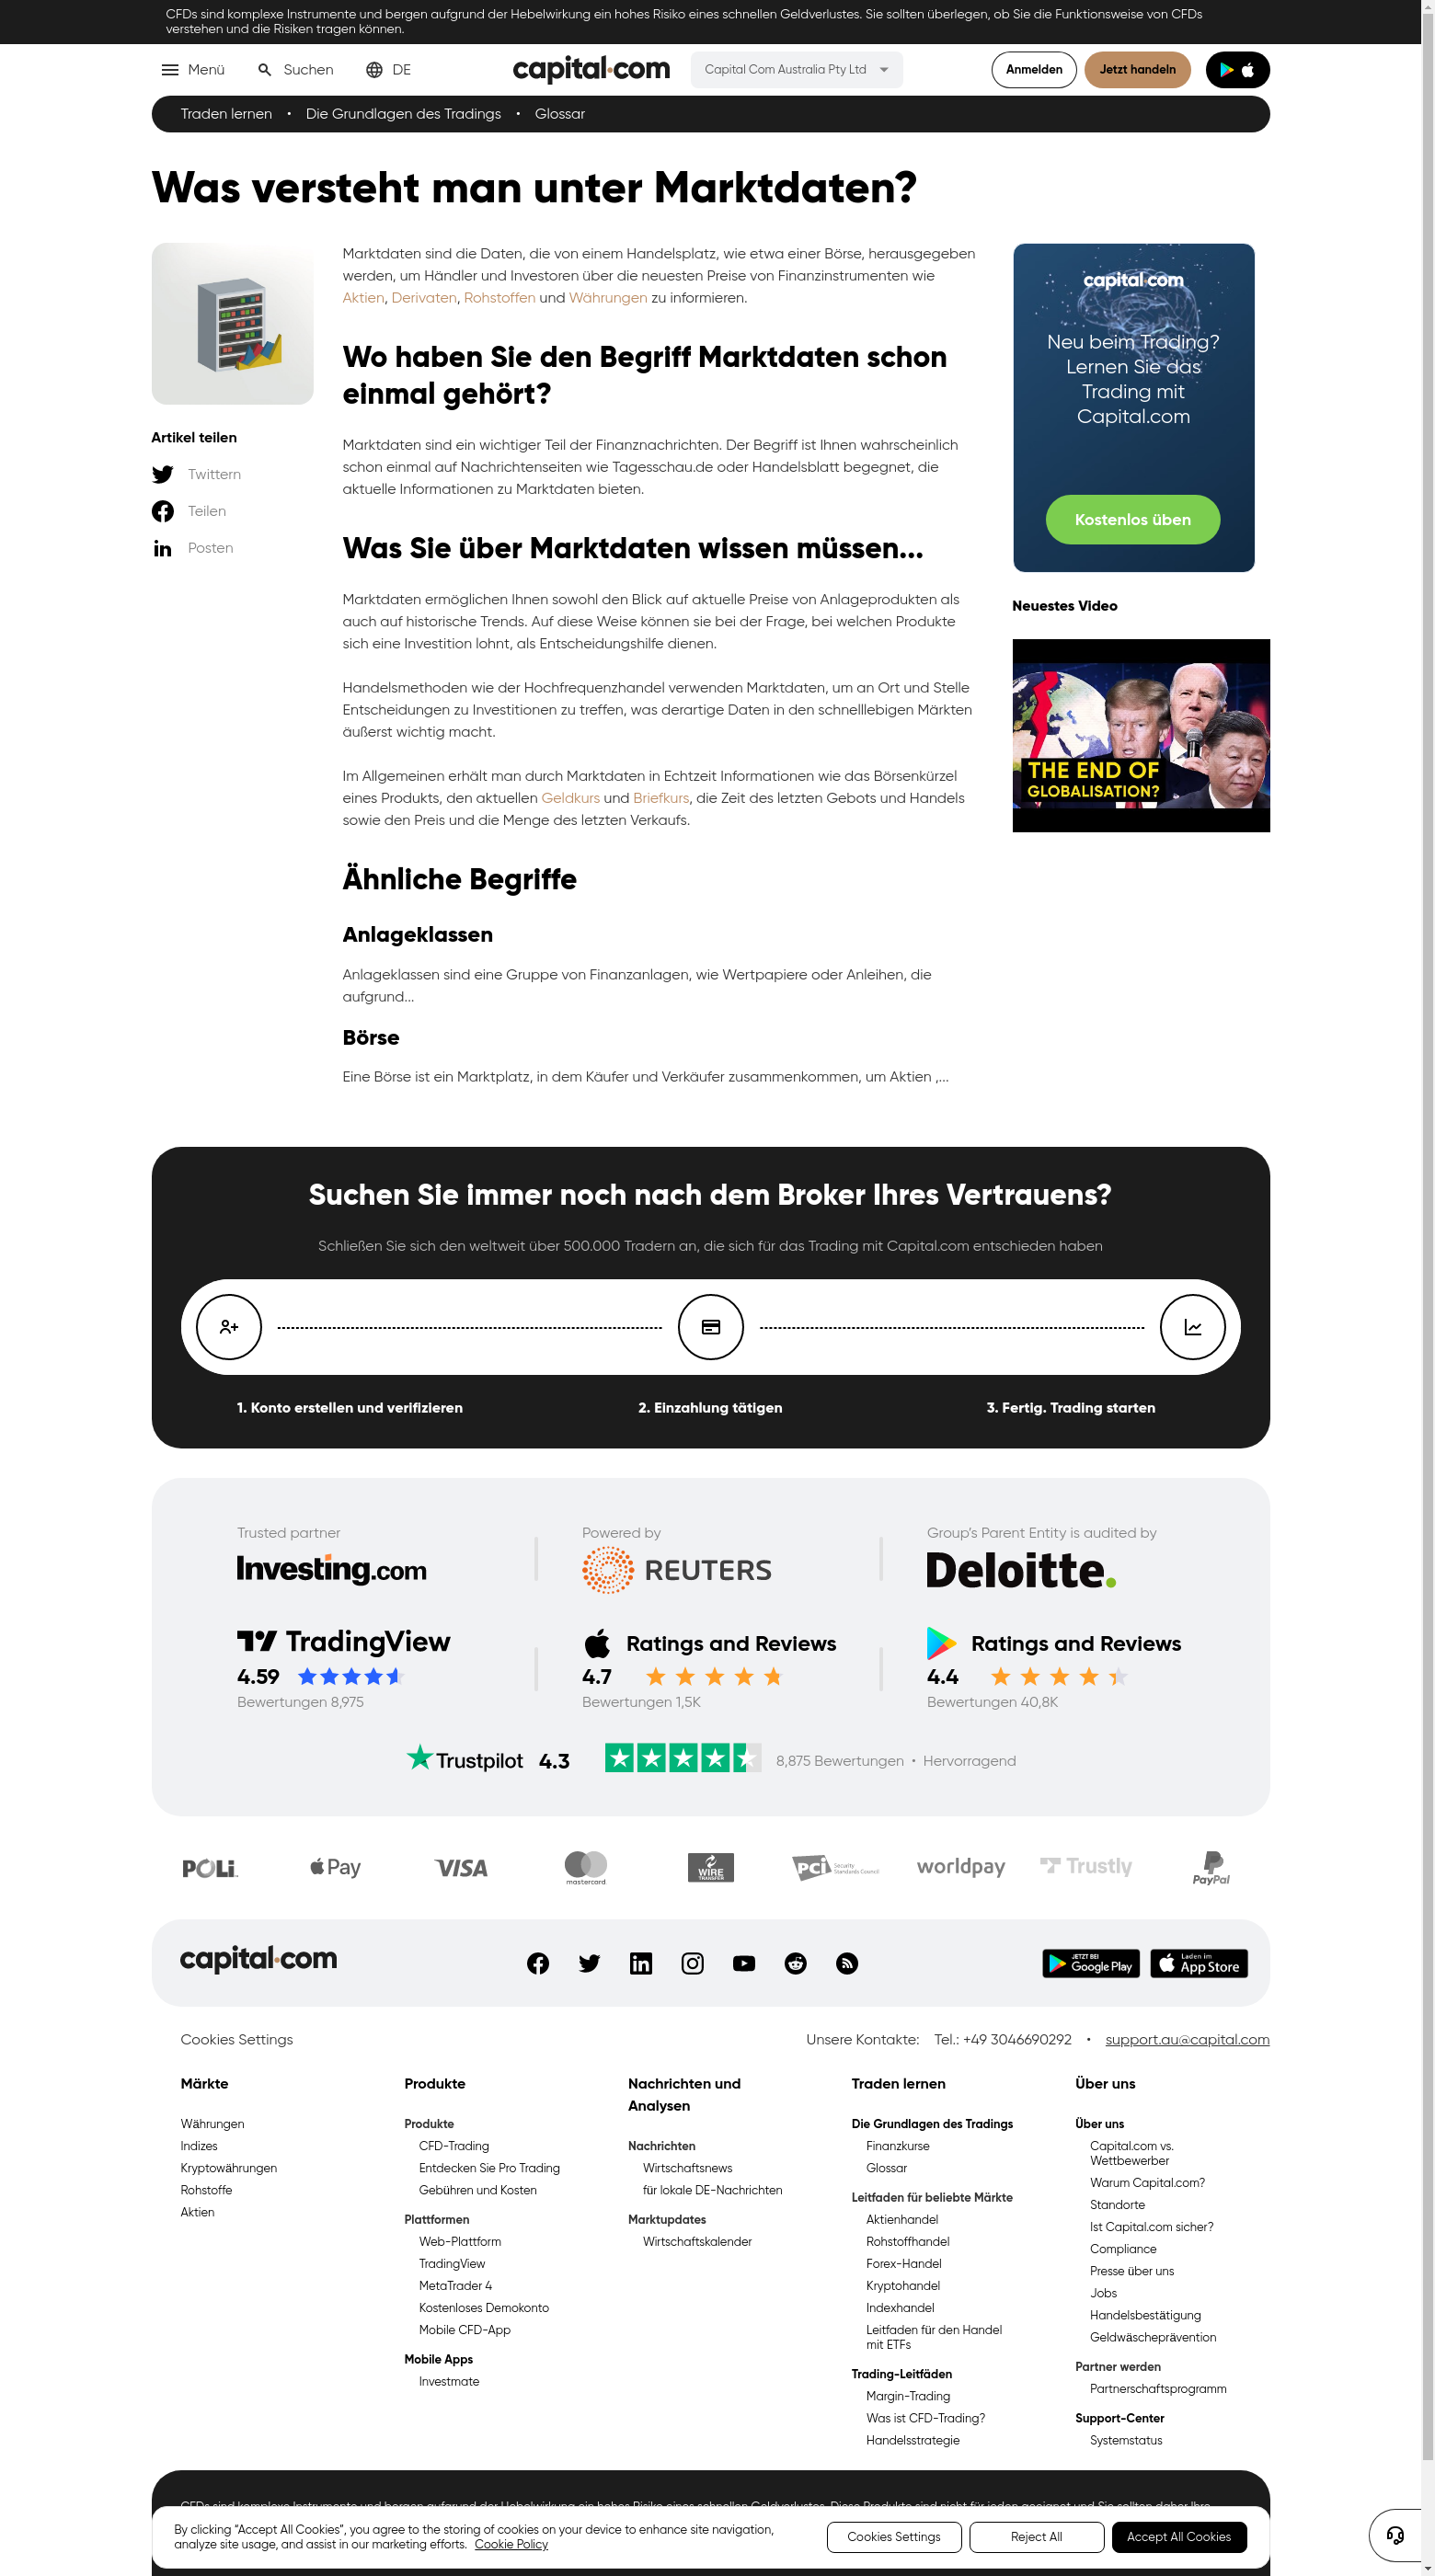 CFDs sind komplexe Instrumente und bergen aufgrund der Hebelwirkung ein hohes Risiko eines schnellen Geldverlustes. Sie sollten überlegen, ob Sie die Funktionsweise von CFDs
verstehen und die Risiken tragen können.
Menü
Suchen
DE
capital.com
Capital Com Australia Pty Ltd
Anmelden
Jetzt handeln
Traden lernen • Die Grundlagen des Tradings • Glossar
Was versteht man unter Marktdaten?
Artikel teilen
Twittern
Teilen
Posten
Marktdaten sind die Daten, die von einem Handelsplatz, wie etwa einer Börse, herausgegeben
werden, um Händler und Investoren über die neuesten Preise von Finanzinstrumenten wie
Aktien, Derivaten, Rohstoffen und Währungen zu informieren.
Wo haben Sie den Begriff Marktdaten schon
einmal gehört?
Marktdaten sind ein wichtiger Teil der Finanznachrichten. Der Begriff ist Ihnen wahrscheinlich
schon einmal auf Nachrichtenseiten wie Tagesschau.de oder Handelsblatt begegnet, die
aktuelle Informationen zu Marktdaten bieten.
Was Sie über Marktdaten wissen müssen...
Marktdaten ermöglichen Ihnen sowohl den Blick auf aktuelle Preise von Anlageprodukten als
auch auf historische Trends. Auf diese Weise können sie bei der Frage, bei welchen Produkte
sich eine Investition lohnt, als Entscheidungshilfe dienen.
Handelsmethoden wie der Hochfrequenzhandel verwenden Marktdaten, um an Ort und Stelle
Entscheidungen zu Investitionen zu treffen, was derartige Daten in den schnelllebigen Märkten
äußerst wichtig macht.
Im Allgemeinen erhält man durch Marktdaten in Echtzeit Informationen wie das Börsenkürzel
eines Produkts, den aktuellen Geldkurs und Briefkurs, die Zeit des letzten Gebots und Handels
sowie den Preis und die Menge des letzten Verkaufs.
Ähnliche Begriffe
Anlageklassen
Anlageklassen sind eine Gruppe von Finanzanlagen, wie Wertpapiere oder Anleihen, die
aufgrund...
Börse
Eine Börse ist ein Marktplatz, in dem Käufer und Verkäufer zusammenkommen, um Aktien ,...
capital.com
Neu beim Trading?
Lernen Sie das
Trading mit
Capital.com
Kostenlos üben
Neuestes Video
THE END OF
GLOBALISATION?
Suchen Sie immer noch nach dem Broker Ihres Vertrauens?
Schließen Sie sich den weltweit über 500.000 Tradern an, die sich für das Trading mit Capital.com entschieden haben
1. Konto erstellen und verifizieren
2. Einzahlung tätigen
3. Fertig. Trading starten
Trusted partner
Investing.com
Powered by
REUTERS
Group's Parent Entity is audited by
Deloitte.
TradingView
4.59
Bewertungen 8,975
Ratings and Reviews
4.7
Bewertungen 1,5K
Ratings and Reviews
4.4
Bewertungen 40,8K
Trustpilot 4.3
8,875 Bewertungen • Hervorragend
POLi
Pay
VISA
mastercard
WIRE
TRANSFER
PCI Security
Standards Council
worldpay
Trustly
PayPal
capital.com
JETZT BEI
Google Play
Laden im
App Store
Cookies Settings
Unsere Kontakte: Tel.: +49 3046690292 • support.au@capital.com
Märkte
Währungen
Indizes
Kryptowährungen
Rohstoffe
Aktien
Produkte
Produkte
CFD-Trading
Entdecken Sie Pro Trading
Gebühren und Kosten
Plattformen
Web-Plattform
TradingView
MetaTrader 4
Kostenloses Demokonto
Mobile CFD-App
Mobile Apps
Investmate
Nachrichten und
Analysen
Nachrichten
Wirtschaftsnews
für lokale DE-Nachrichten
Marktupdates
Wirtschaftskalender
Traden lernen
Die Grundlagen des Tradings
Finanzkurse
Glossar
Leitfaden für beliebte Märkte
Aktienhandel
Rohstoffhandel
Forex-Handel
Kryptohandel
Indexhandel
Leitfaden für den Handel
mit ETFs
Trading-Leitfäden
Margin-Trading
Was ist CFD-Trading?
Handelsstrategie
Über uns
Über uns
Capital.com vs.
Wettbewerber
Warum Capital.com?
Standorte
Ist Capital.com sicher?
Compliance
Presse über uns
Jobs
Handelsbestätigung
Geldwäscheprävention
Partner werden
Partnerschaftsprogramm
Support-Center
Systemstatus
CFDs sind komplexe Instrumente und bergen aufgrund der Hebelwirkung ein hohes Risiko eines schnellen Geldverlustes. Diese Produkte sind nicht für jeden geeignet und Sie sollten daher Ihre
By clicking “Accept All Cookies”, you agree to the storing of cookies on your device to enhance site navigation,
analyze site usage, and assist in our marketing efforts. Cookie Policy
Cookies Settings
Reject All
Accept All Cookies